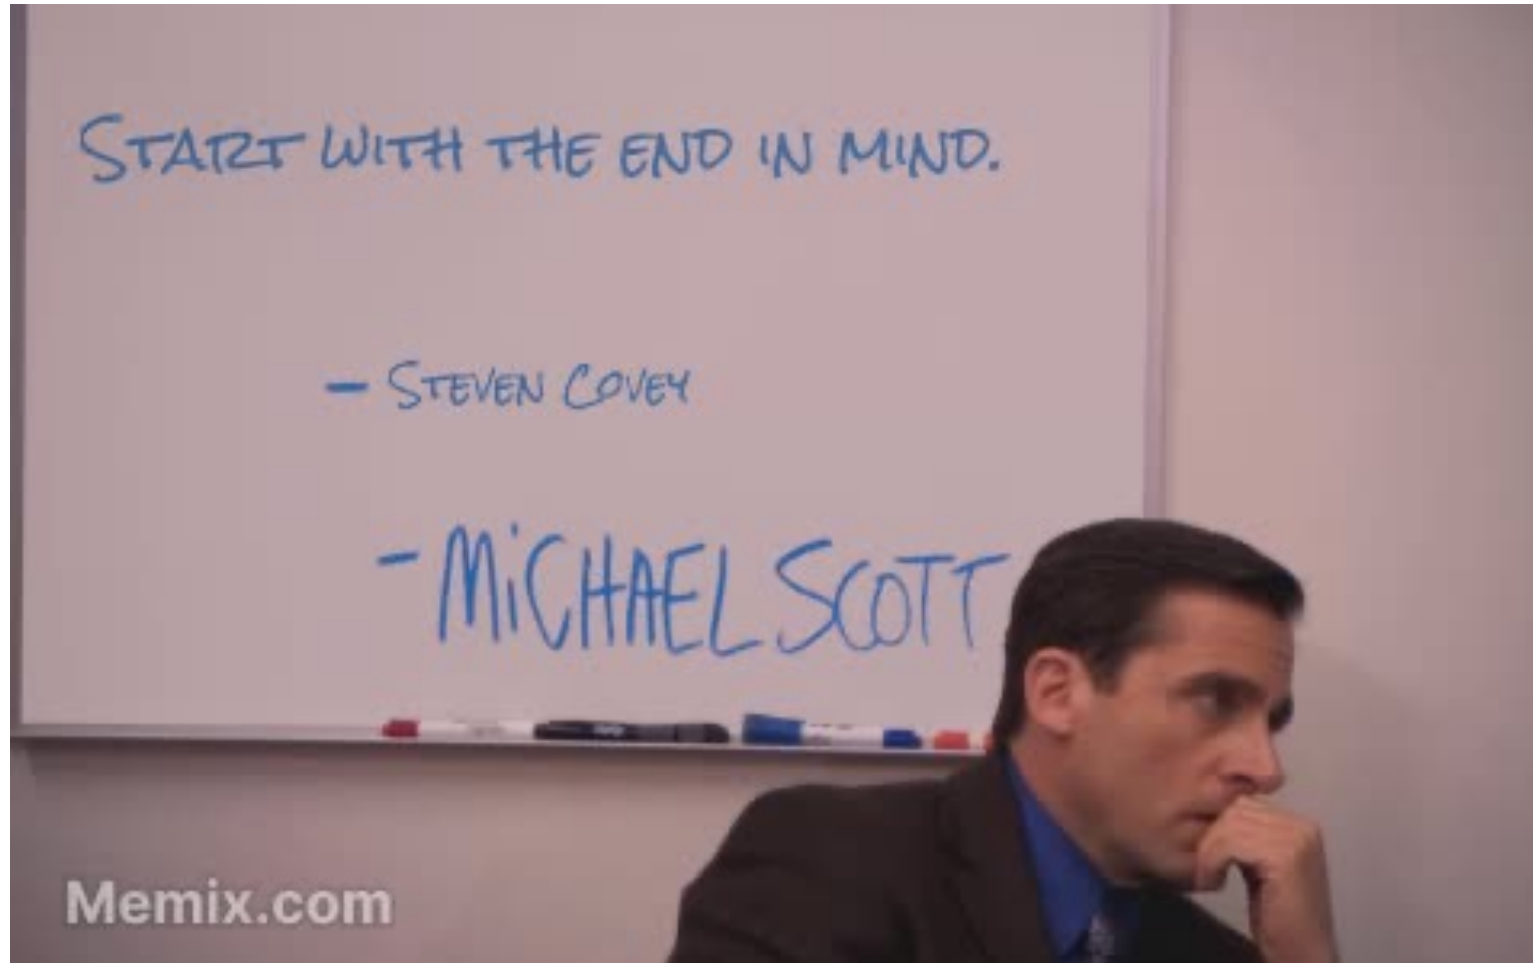 START WITH THE END IN MIND.
- STEVEN COVEY
- MiCHAEL SCOTT
Memix.com